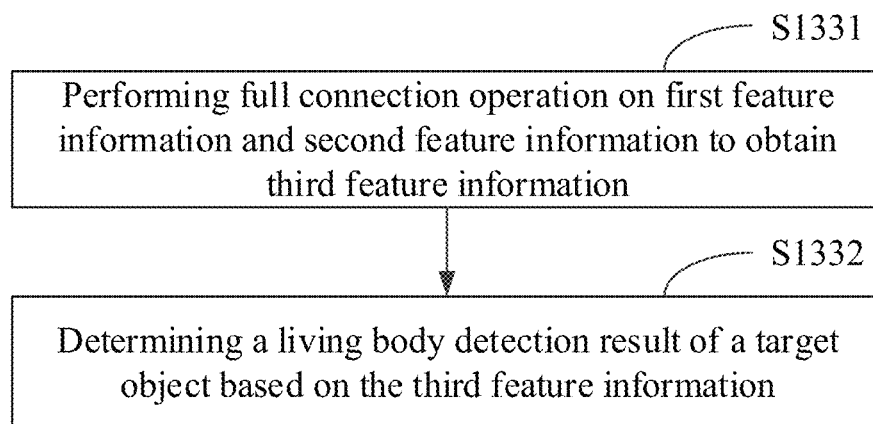 S1331
Performing full connection operation on first feature
information and second feature information to obtain
third feature information
S1332
Determining a living body detection result of a target
object based on the third feature information